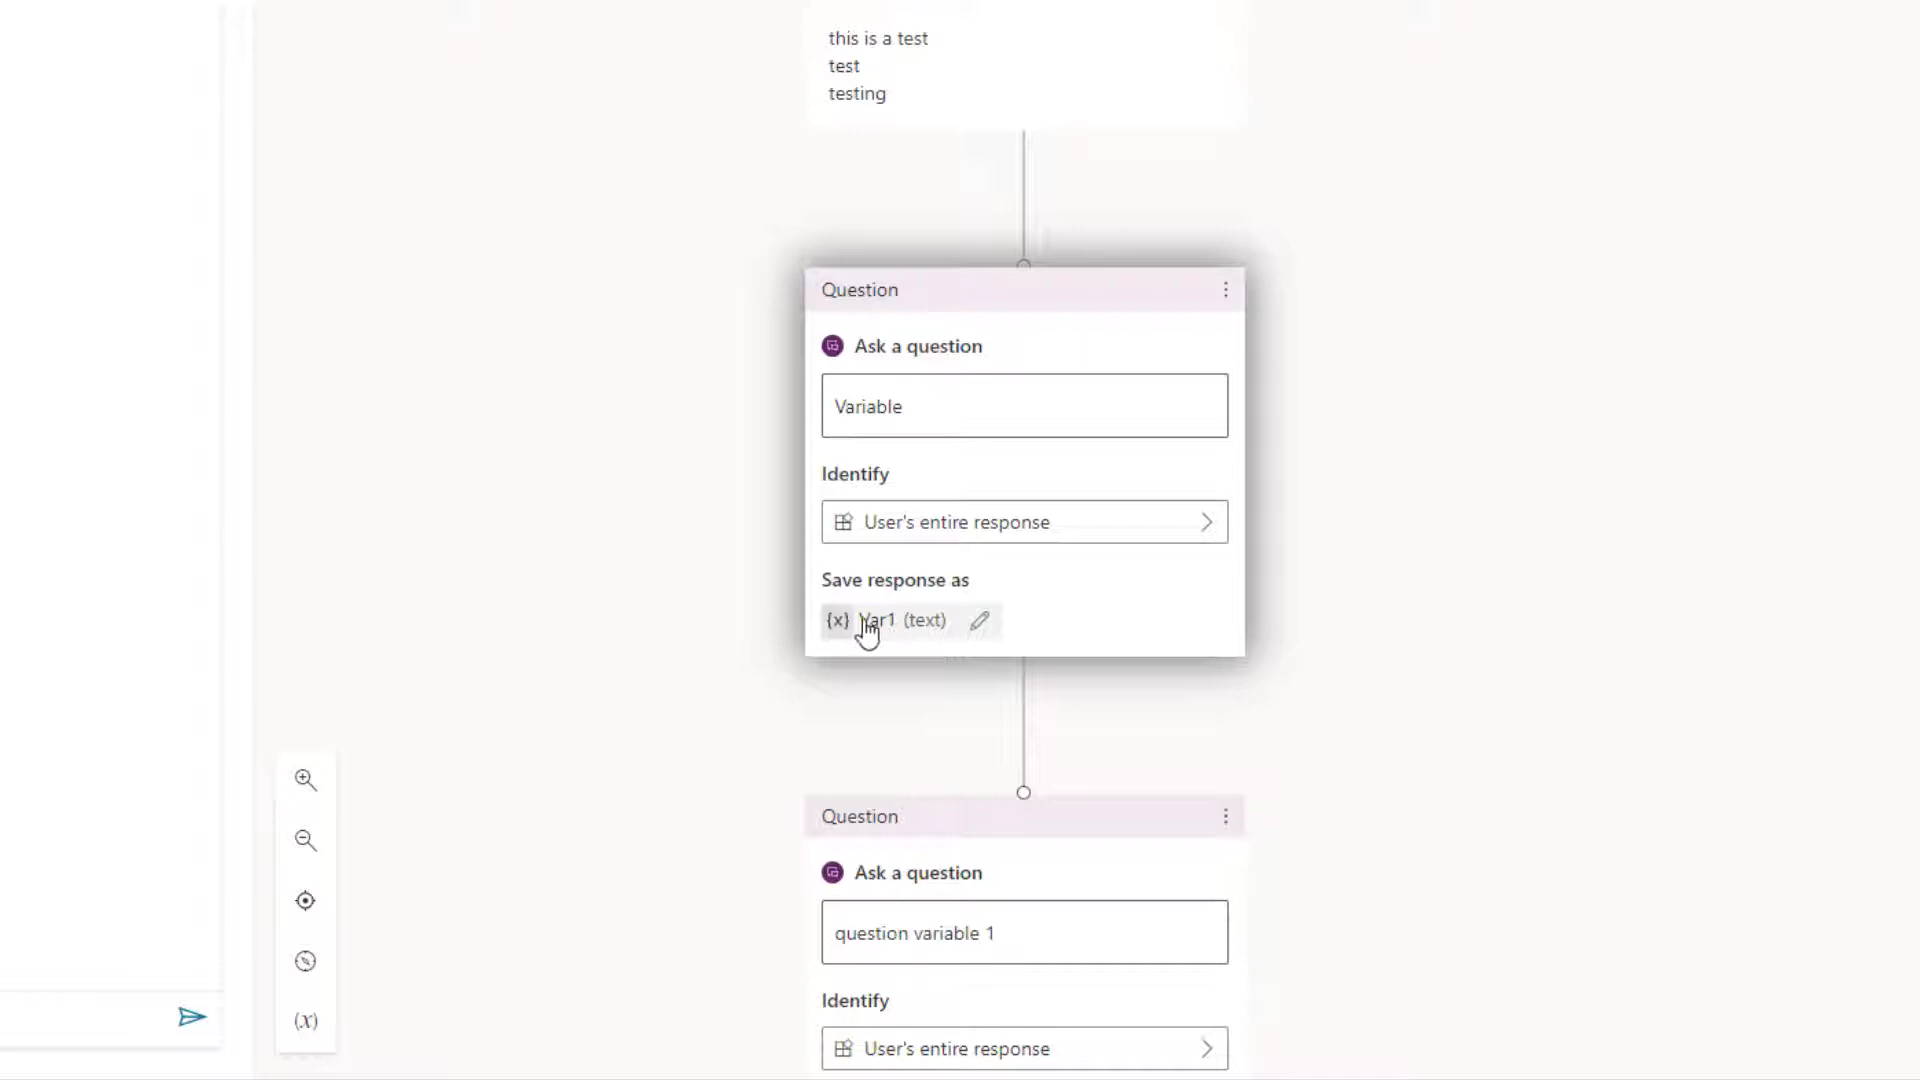 this is a test
test
testing
Question
Ask a question
Variable
Identify
User's entire response
Save response as
{x} Var1 (text)
Question
Ask a question
question variable 1
Identify
User's entire response
(x)